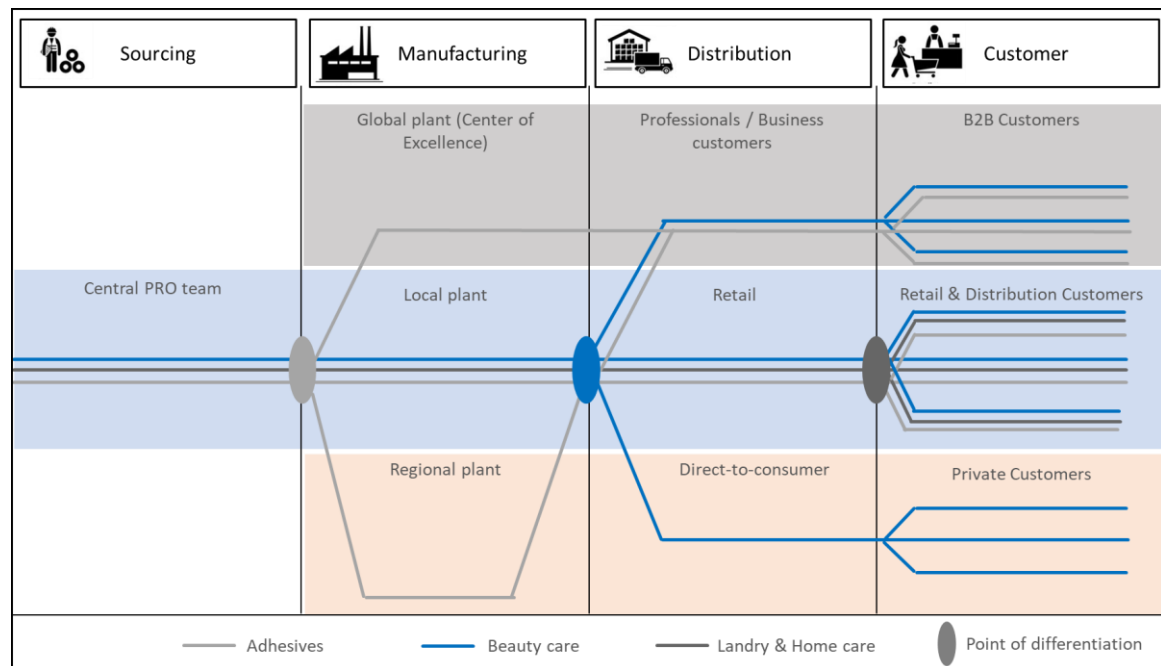 Sourcing
Manufacturing
Distribution
Customer
Global plant (Center of
Excellence)
Professionals / Business
customers
B2B Customers
Central PRO team
Local plant
Retail
Retail & Distribution Customers
Regional plant
Direct-to-consumer
Private Customers
Adhesives
Beauty care
Landry & Home care
Point of differentiation